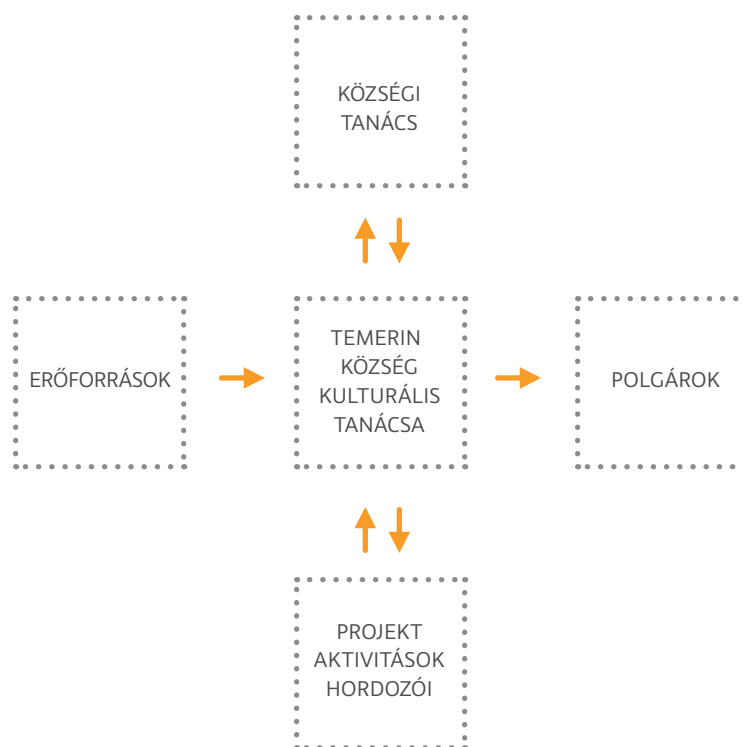 KÖZSÉGI
TANÁCS
ERŐFORRÁSOK
TEMERIN
KÖZSÉG
KULTURÁLIS
TANÁCSA
POLGÁROK
PROJEKT
AKTIVITÁSOK
HORDOZÓI